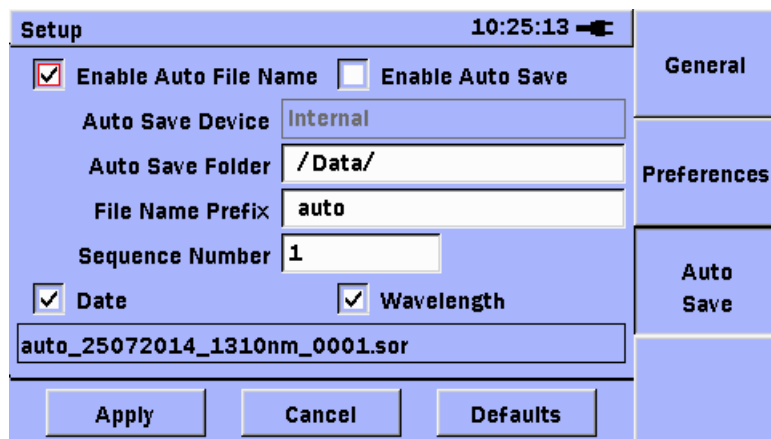 Setup 10:25:13
General
Enable Auto File Name Enable Auto Save
Auto Save Device Internal
Auto Save Folder /Data/
Preferences
File Name Prefix auto
Sequence Number 1
Auto
Save
Date Wavelength
auto_25072014_1310nm_0001.sor
Apply Cancel Defaults